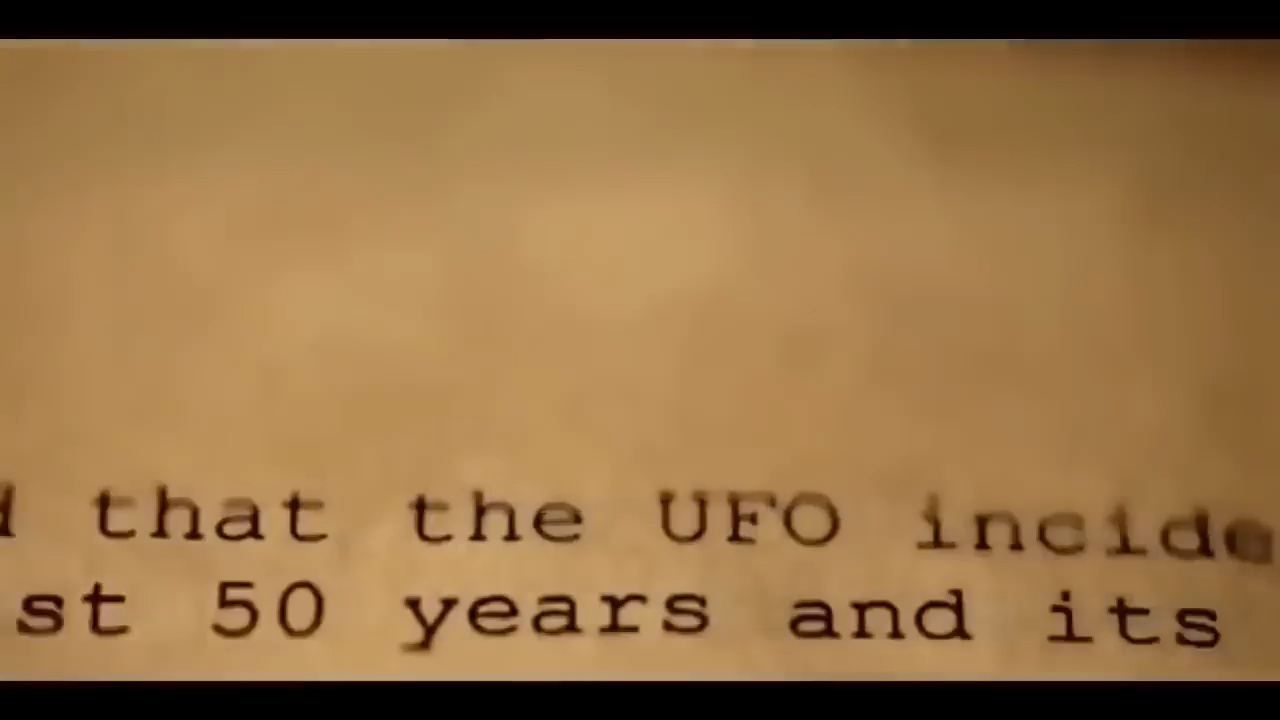 that the UFO incide
st 50 years and its